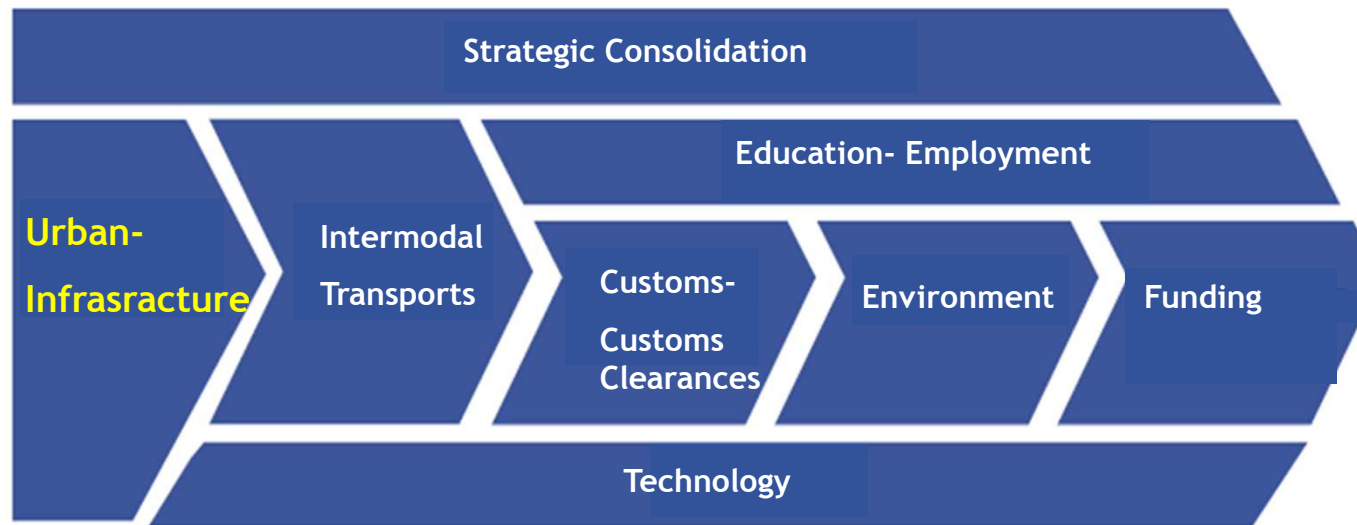 Strategic Consolidation
Education- Employment
Urban-
Infrasracture
Intermodal
Transports
Customs-
Customs
Clearances
Environment
Funding
Technology